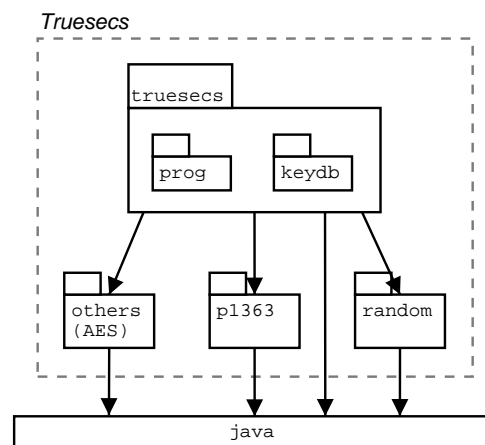 Truesecs
truesecs
prog
keydb
others
(AES)
p1363
random
java